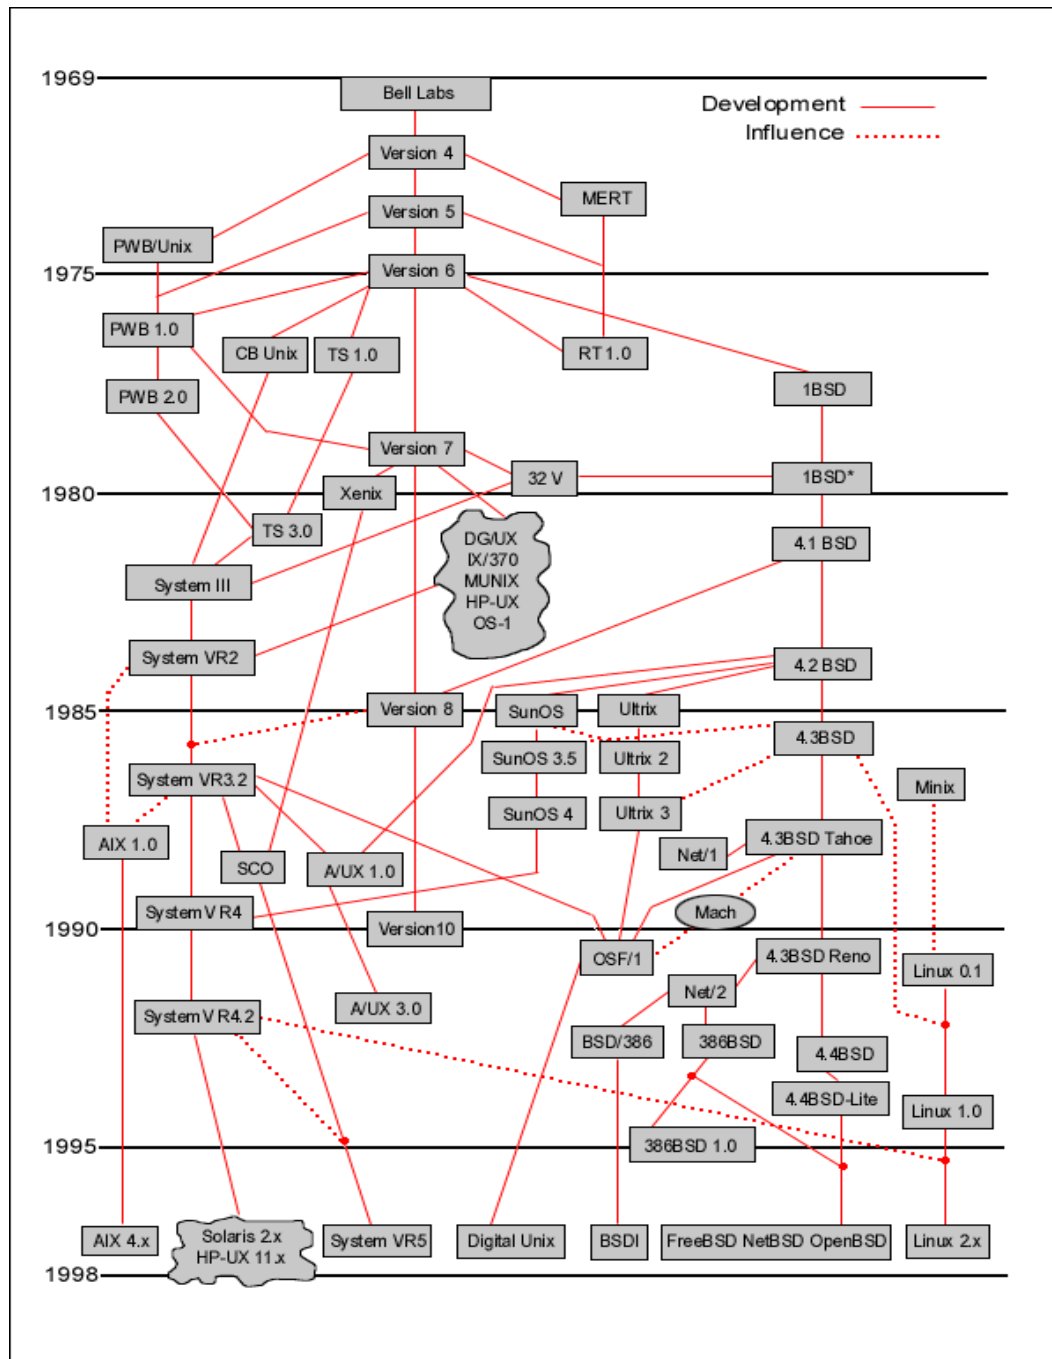 1969
Bell Labs
Development
Influence
Version 4
MERT
Version 5
PWB/Unix
1975
Version 6
PWB 1.0
CB Unix
TS 1.0
RT 1.0
PWB 2.0
1BSD
Version 7
32 V
1BSD*
Xenix
1980
TS 3.0
DG/UX
IX/370
MUNIX
HP-UX
OS-1
4.1 BSD
System III
System VR2
4.2 BSD
1985
Version 8
SunOS
Ultrix
4.3BSD
SunOS 3.5
Ultrix 2
System VR3.2
Minix
SunOS 4
Ultrix 3
AIX 1.0
4.3BSD Tahoe
Net/1
SCO
A/UX 1.0
System V R4
Mach
1990
Version10
OSF/1
4.3BSD Reno
Linux 0.1
Net/2
A/UX 3.0
System V R4.2
BSD/386
386BSD
4.4BSD
4.4BSD-Lite
Linux 1.0
1995
386BSD 1.0
AIX 4.x
Solaris 2.x
HP-UX 11.x
System VR5
Digital Unix
BSDI
FreeBSD NetBSD OpenBSD
Linux 2.x
1998